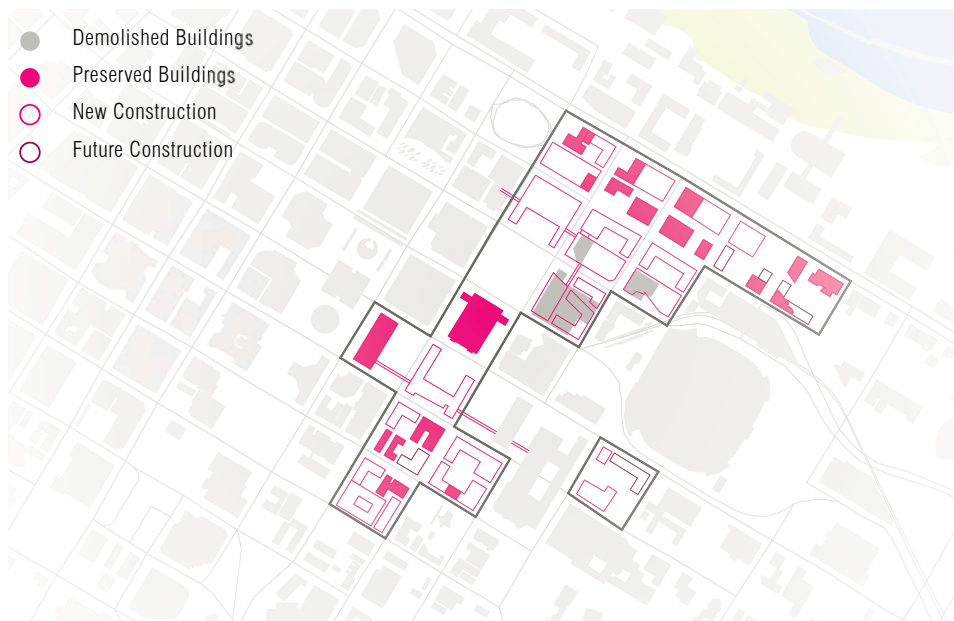 Demolished Buildings
Preserved Buildings
New Construction
Future Construction